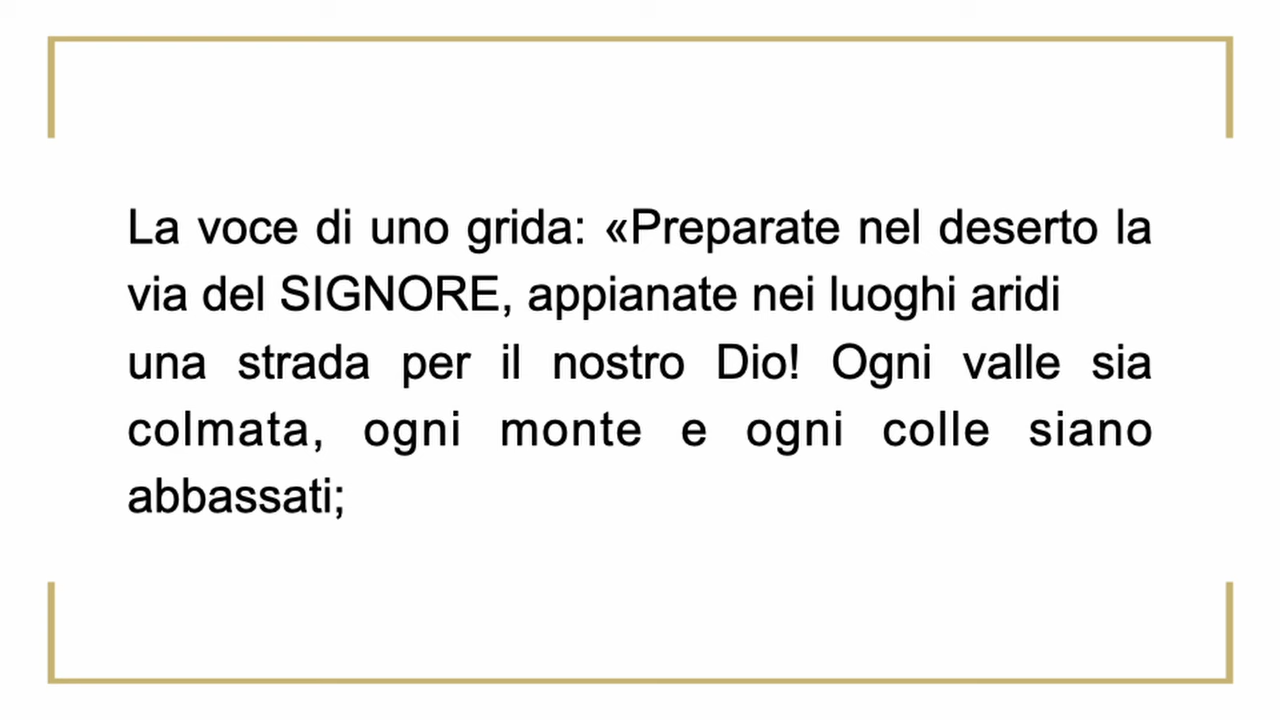 La voce di uno grida: «Preparate nel deserto la
via del SIGNORE, appianate nei luoghi aridi
una strada per il nostro Dio! Ogni valle sia
colmata, ogni monte e ogni colle siano
abbassati;